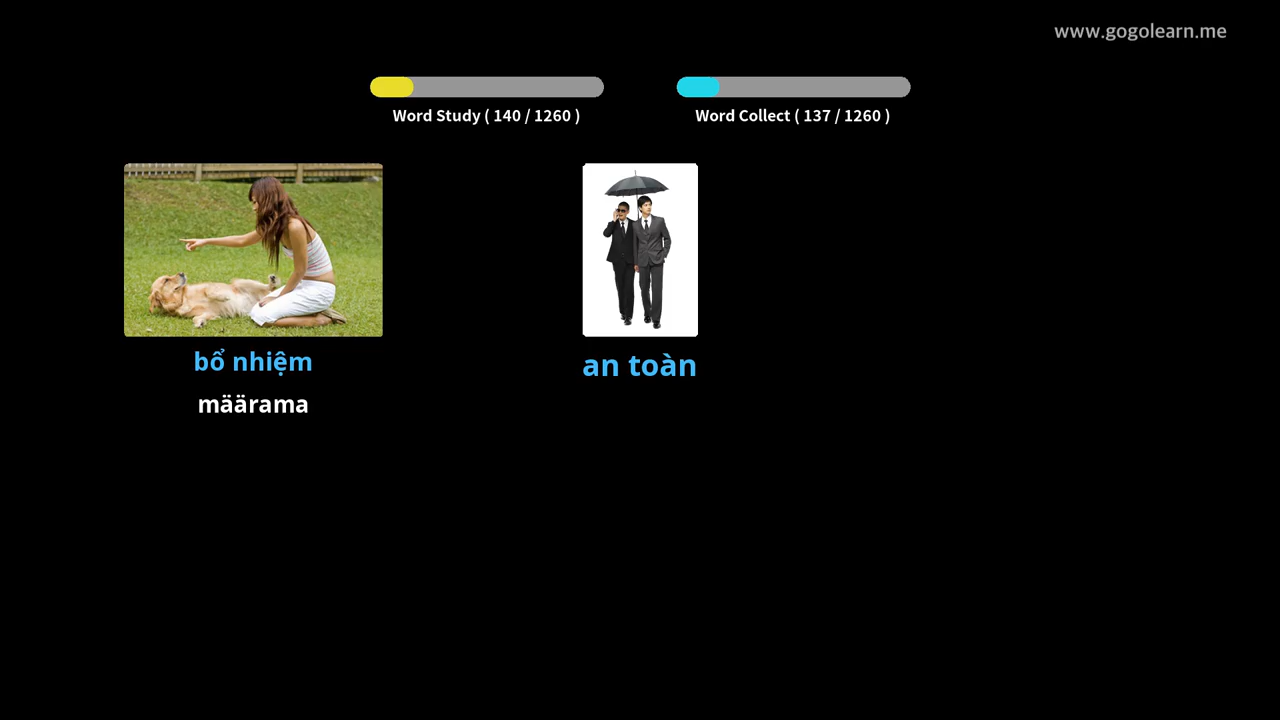 www.gogolearn.me
Word Study ( 140 / 1260 )
Word Collect ( 137 / 1260 )
bổ nhiệm
määrama
an toàn